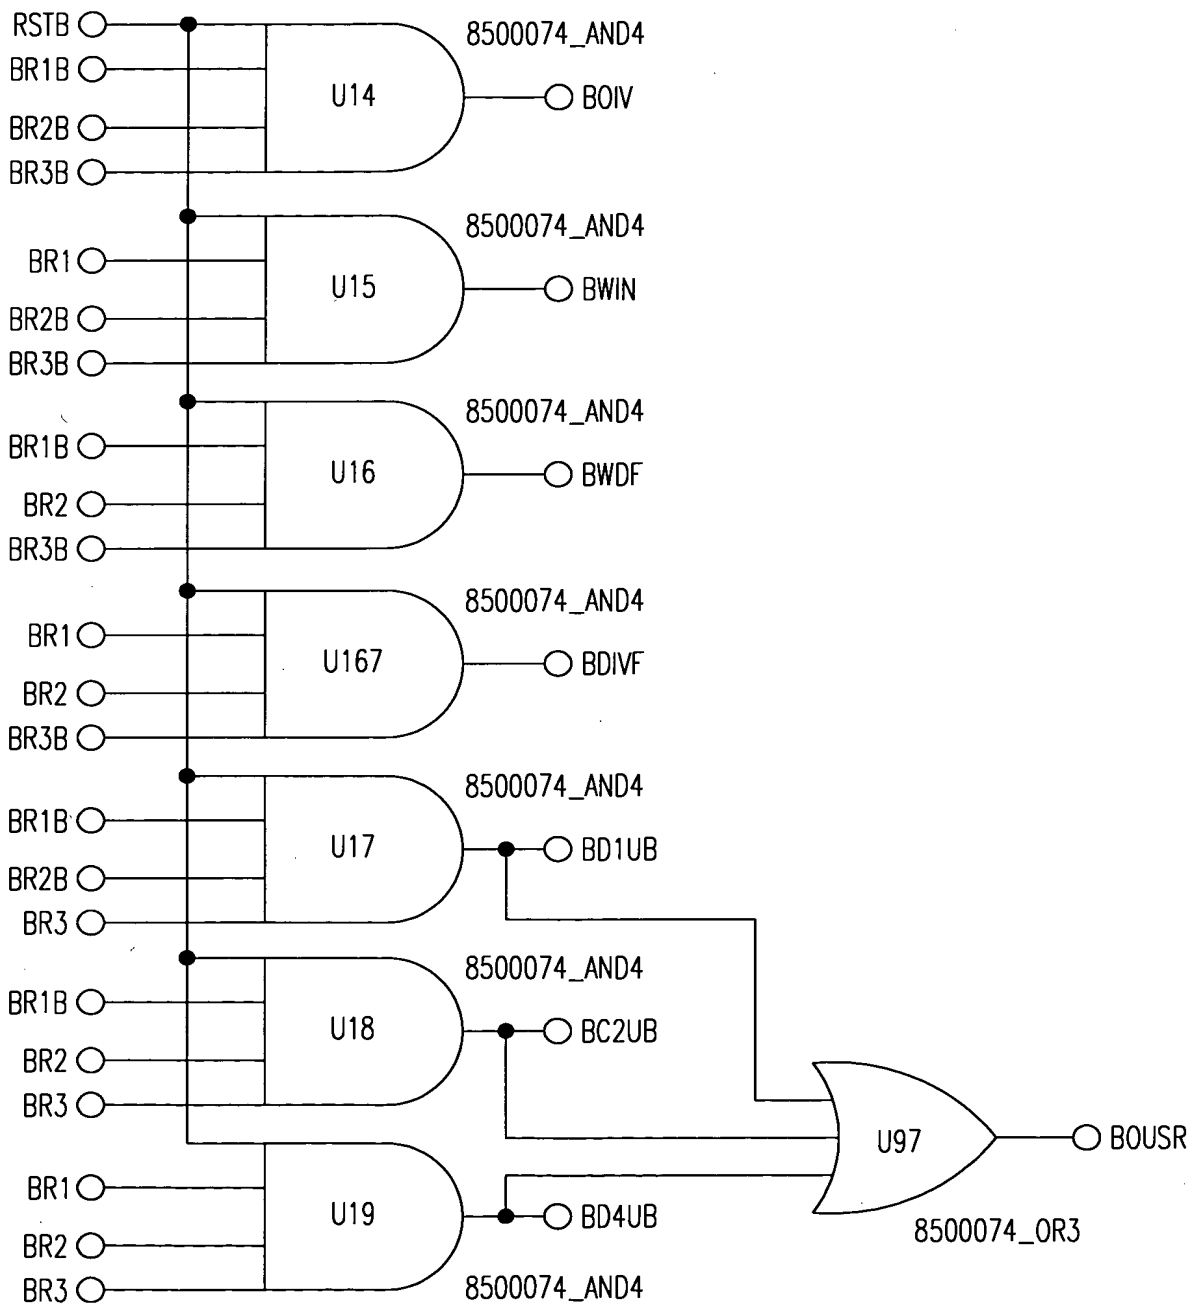 RSTB
8500074_AND4
BR1B
U14
BOIV
BR2B
BR3B
8500074_AND4
BR1
U15
BWIN
BR2B
BR3B
8500074_AND4
BR1B
U16
BWDF
BR2
BR3B
8500074_AND4
BR1
U167
BDIVF
BR2
BR3B
8500074_AND4
BR1B
U17
BD1UB
BR2B
BR3
8500074_AND4
BR1B
U18
BC2UB
BR2
BR3
U97
BOUSR
BR1
U19
BD4UB
8500074_OR3
BR2
BR3
8500074_AND4